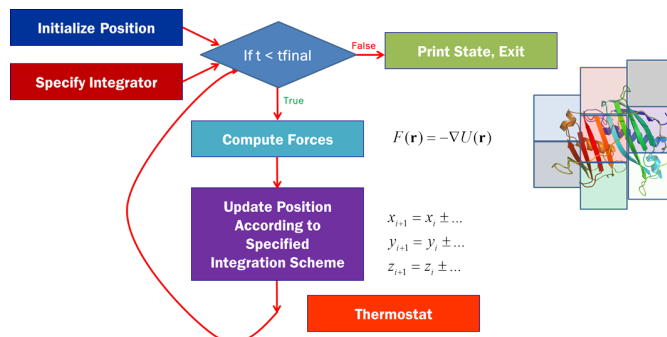 Initialize Position
Specify Integrator
If t < tfinal
False
Print State, Exit
True
Compute Forces
F(r) = −∇U(r)
Update Position
According to
Specified
Integration Scheme
xᵢ₊₁ = xᵢ ± ...
yᵢ₊₁ = yᵢ ± ...
zᵢ₊₁ = zᵢ ± ...
Thermostat